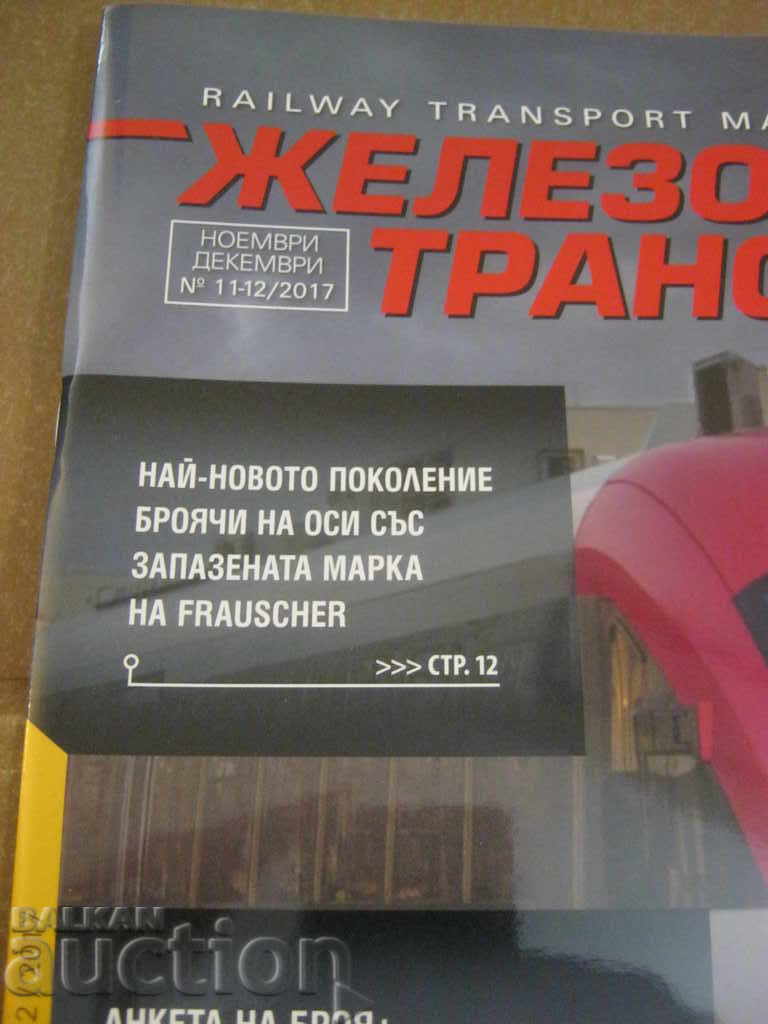 RAILWAY TRANSPORT MA
ЖЕЛЕЗО
ТРАНС
НОЕМВРИ
ДЕКЕМВРИ
№ 11-12/2017
НАЙ-НОВОТО ПОКОЛЕНИЕ
БРОЯЧИ НА ОСИ СЪС
ЗАПАЗЕНАТА МАРКА
НА FRAUSCHER
>>> СТР. 12
АНКЕТА НА БРОЯ:
BALKAN
auction